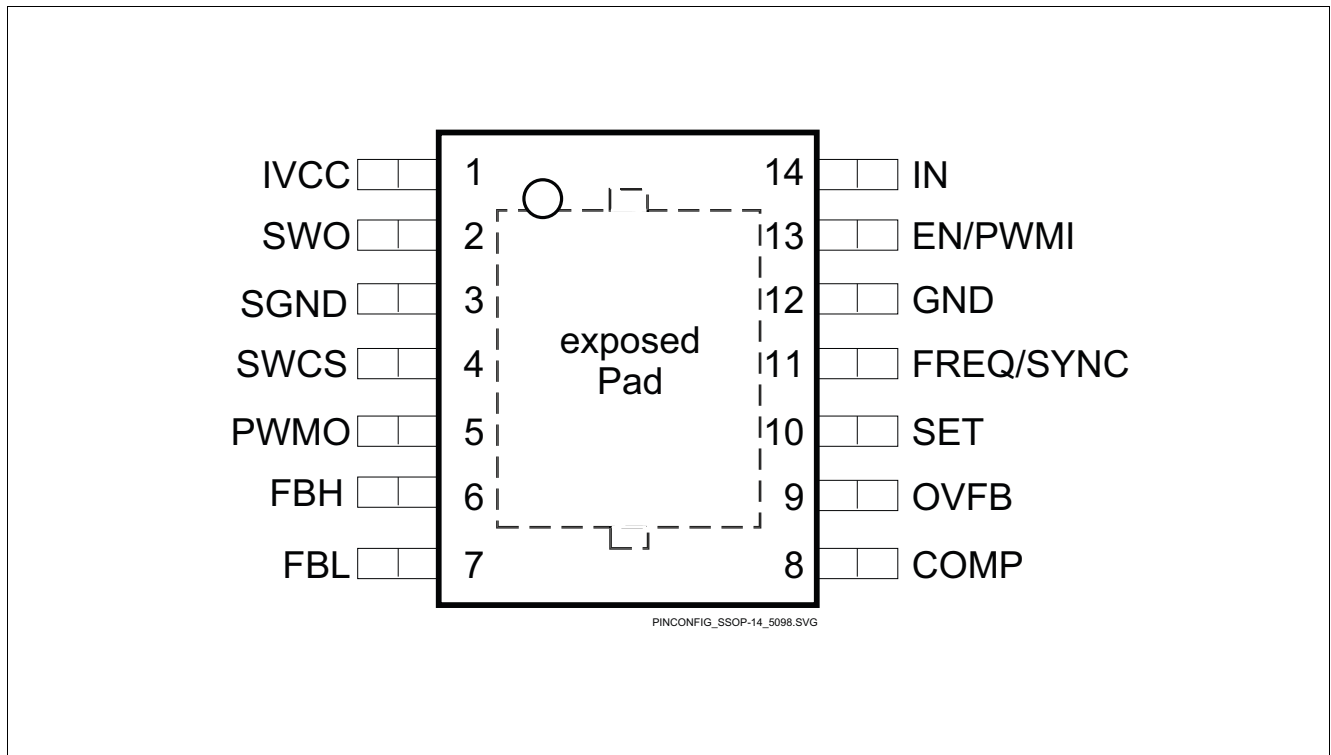 IVCC 1 14 IN
SWO 2 13 EN/PWMI
SGND 3 12 GND
SWCS 4 11 FREQ/SYNC
exposed
Pad
PWMO 5 10 SET
FBH 6 9 OVFB
FBL 7 8 COMP
PINCONFIG_SSOP-14_5098.SVG